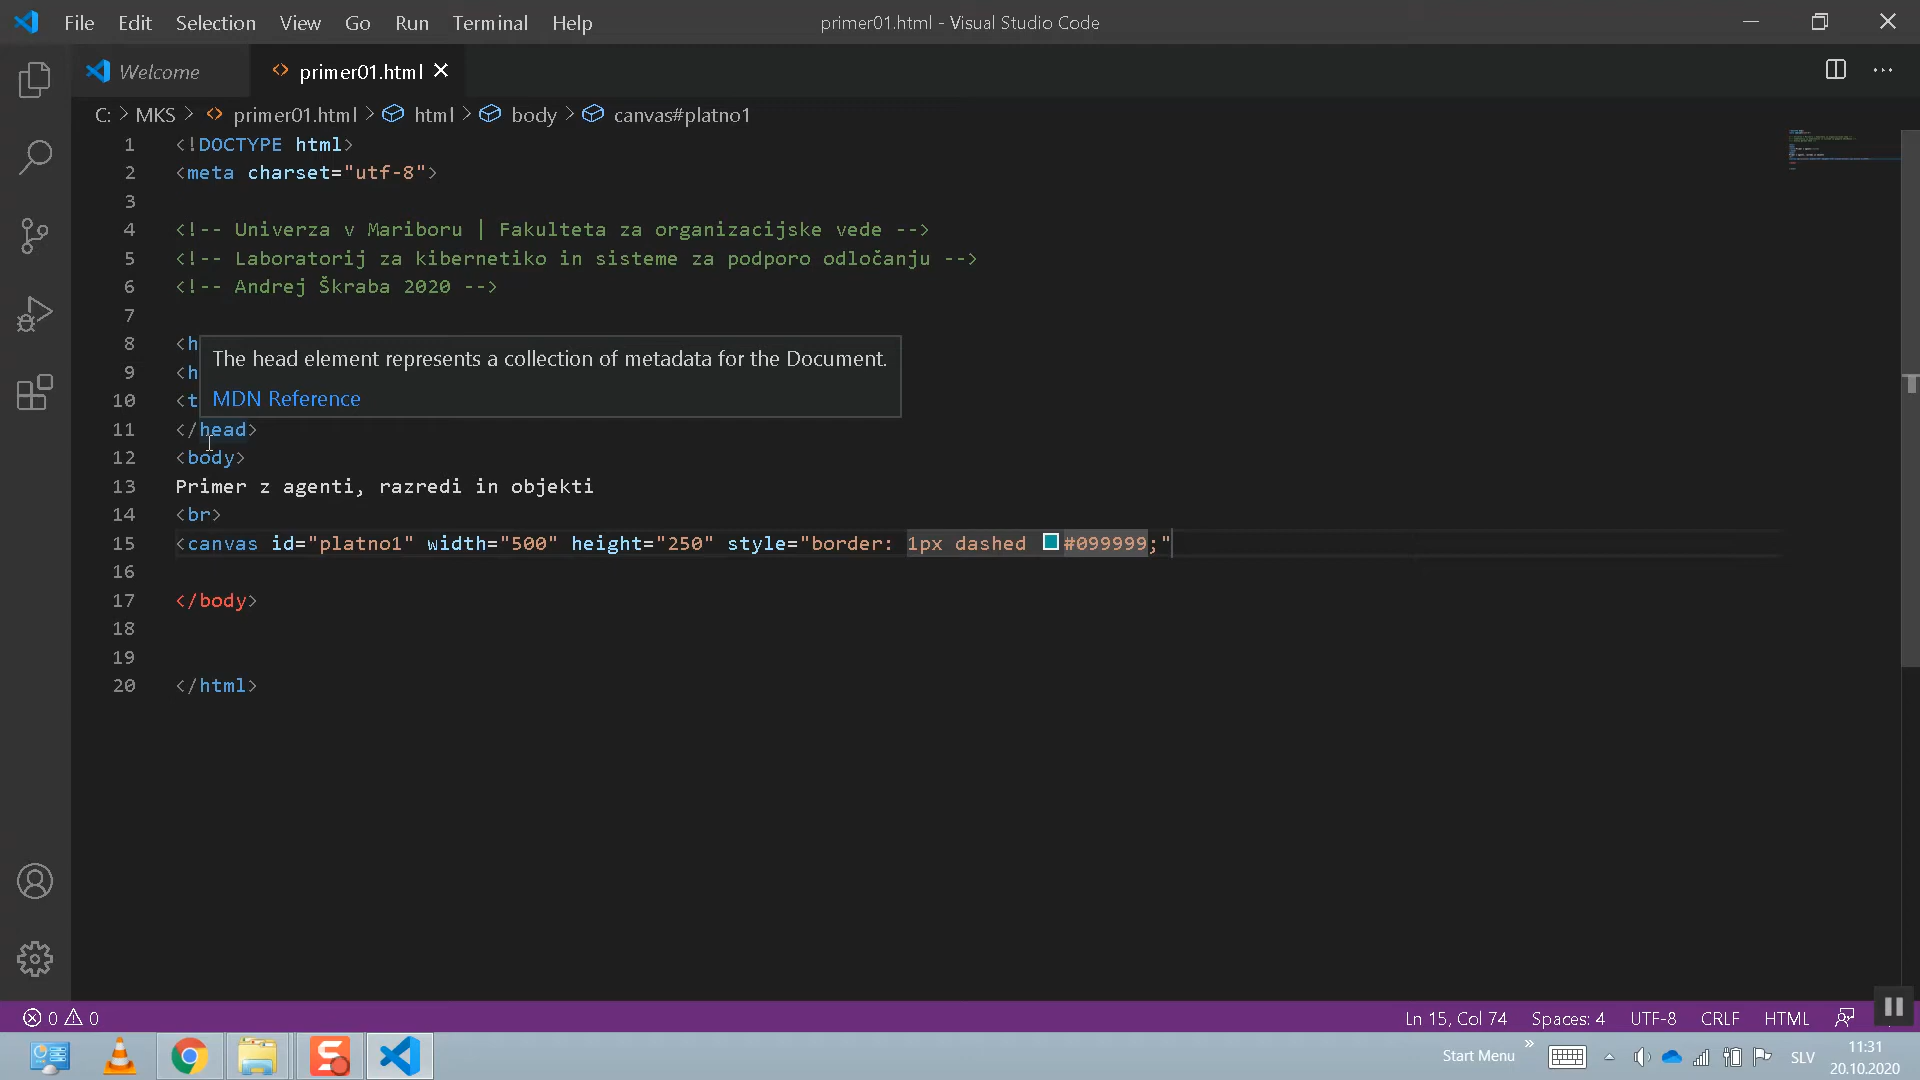 File Edit Selection View Go Run Terminal Help primer01.html - Visual Studio Code
Welcome primer01.html
C: > MKS > primer01.html > html > body > canvas#platno1
1 <!DOCTYPE html>
2 <meta charset="utf-8">
3
4 <!-- Univerza v Mariboru | Fakulteta za organizacijske vede -->
5 <!-- Laboratorij za kibernetiko in sisteme za podporo odločanju -->
6 <!-- Andrej Škraba 2020 -->
7
8 <h
The head element represents a collection of metadata for the Document.
9 <h
10 <t
MDN Reference
11 </head>
12 <body>
13 Primer z agenti, razredi in objekti
14 <br>
15 <canvas id="platno1" width="500" height="250" style="border: 1px dashed #099999;"
16
17 </body>
18
19
20 </html>
0 0 Ln 15, Col 74 Spaces: 4 UTF-8 CRLF HTML
Start Menu » SLV 11:31
20.10.2020